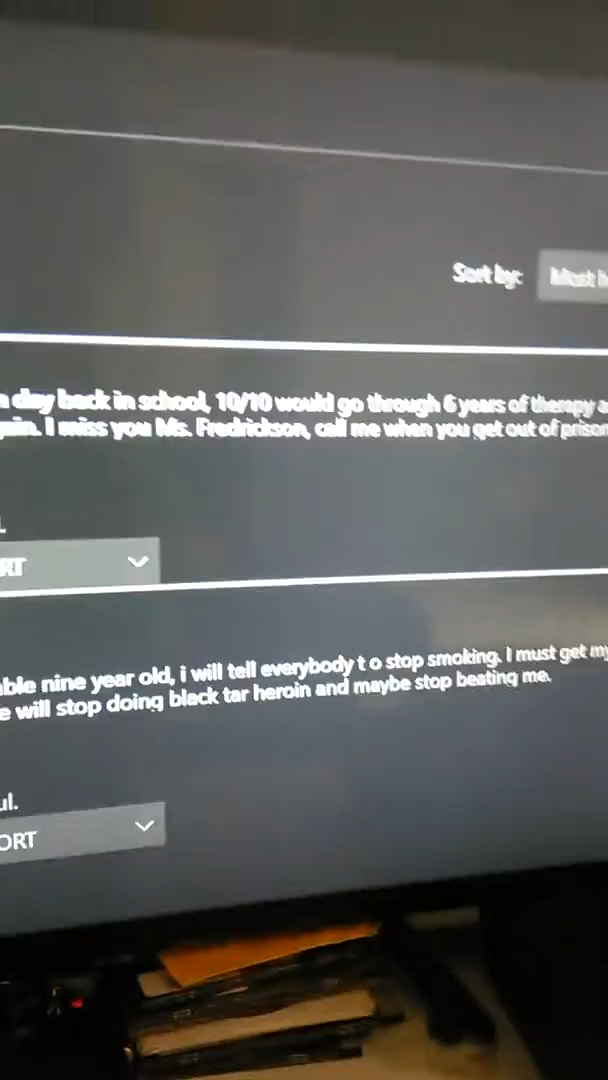 Sort by: Most h
n day back in school, 10/10 would go through 6 years of therapy a
gain. I miss you Ms. Fredrickson, call me when you get out of prison
L
RT
able nine year old, i will tell everybody t o stop smoking. I must get my
e will stop doing black tar heroin and maybe stop beating me.
ul.
ORT